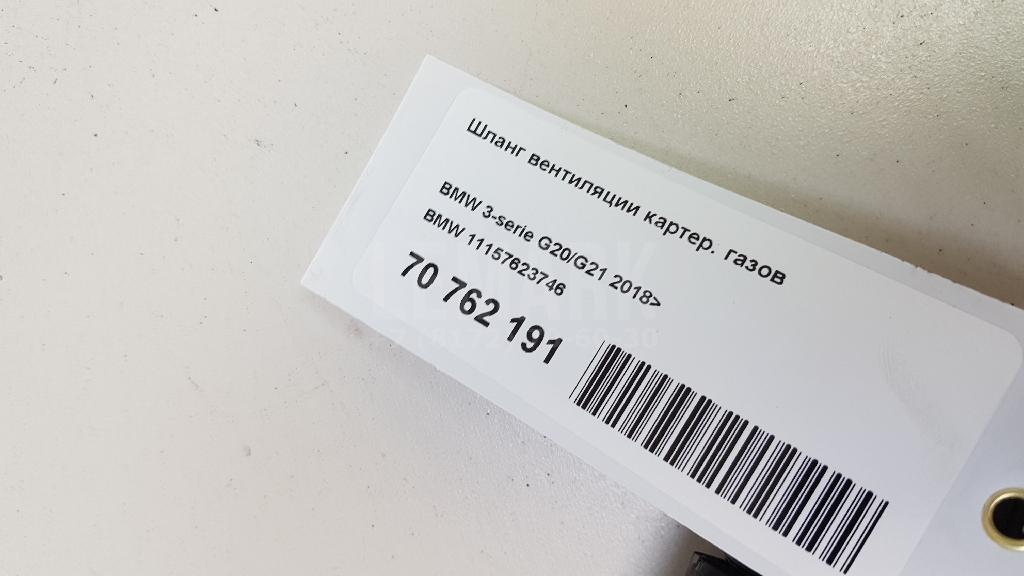 Шланг вентиляции картер. газов
BMW 3-serie G20/G21 2018>
BMW 11157623746
70 762 191